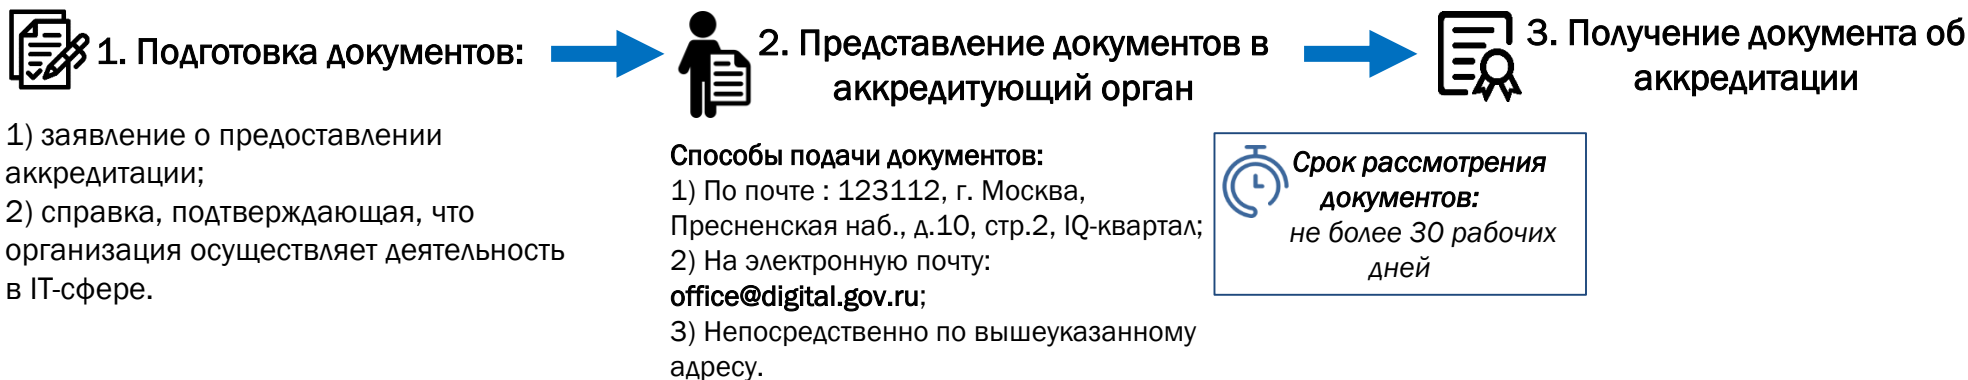 1. Подготовка документов:
1) заявление о предоставлении
аккредитации;
2) справка, подтверждающая, что
организация осуществляет деятельность
в IT-сфере.
2. Представление документов в
аккредитующий орган
Способы подачи документов:
1) По почте : 123112, г. Москва,
Пресненская наб., д.10, стр.2, IQ-квартал;
2) На электронную почту:
office@digital.gov.ru;
3) Непосредственно по вышеуказанному
адресу.
Срок рассмотрения
документов:
не более 30 рабочих
дней
3. Получение документа об
аккредитации